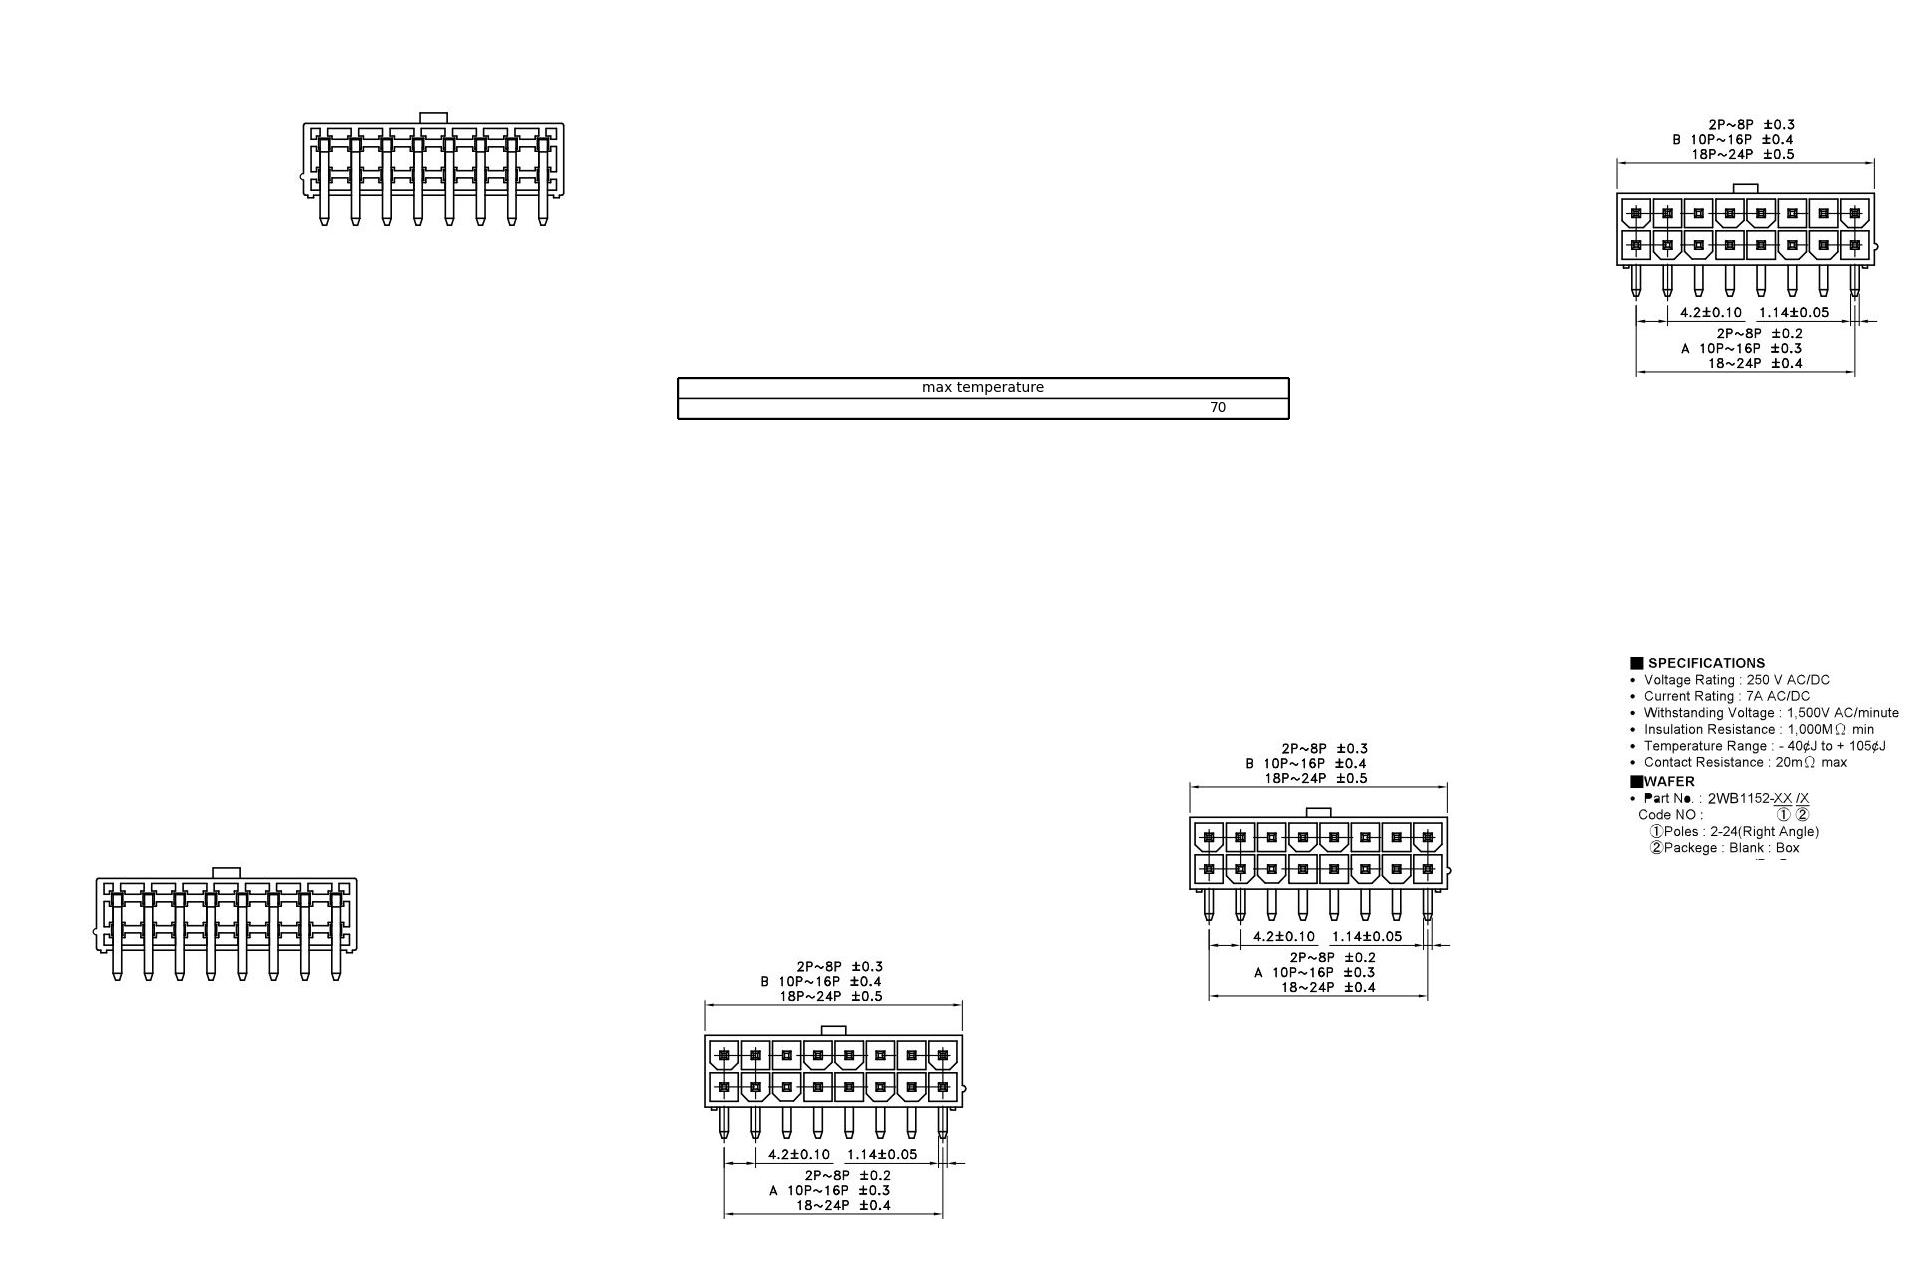 2P~8P ±0.3
B 10P~16P ±0.4
18P~24P ±0.5
4.2±0.10 1.14±0.05
2P~8P ±0.2
A 10P~16P ±0.3
18~24P ±0.4
max temperature
70
■ SPECIFICATIONS
• Voltage Rating : 250 V AC/DC
• Current Rating : 7A AC/DC
• Withstanding Voltage : 1,500V AC/minute
• Insulation Resistance : 1,000MΩ min
• Temperature Range : - 40¢J to + 105¢J
• Contact Resistance : 20mΩ max
■WAFER
• Part No. : 2WB1152-XX /X
Code NO : ① ②
①Poles : 2-24(Right Angle)
②Packege : Blank : Box
2P~8P ±0.3
B 10P~16P ±0.4
18P~24P ±0.5
4.2±0.10 1.14±0.05
2P~8P ±0.2
A 10P~16P ±0.3
18~24P ±0.4
2P~8P ±0.3
B 10P~16P ±0.4
18P~24P ±0.5
4.2±0.10 1.14±0.05
2P~8P ±0.2
A 10P~16P ±0.3
18~24P ±0.4